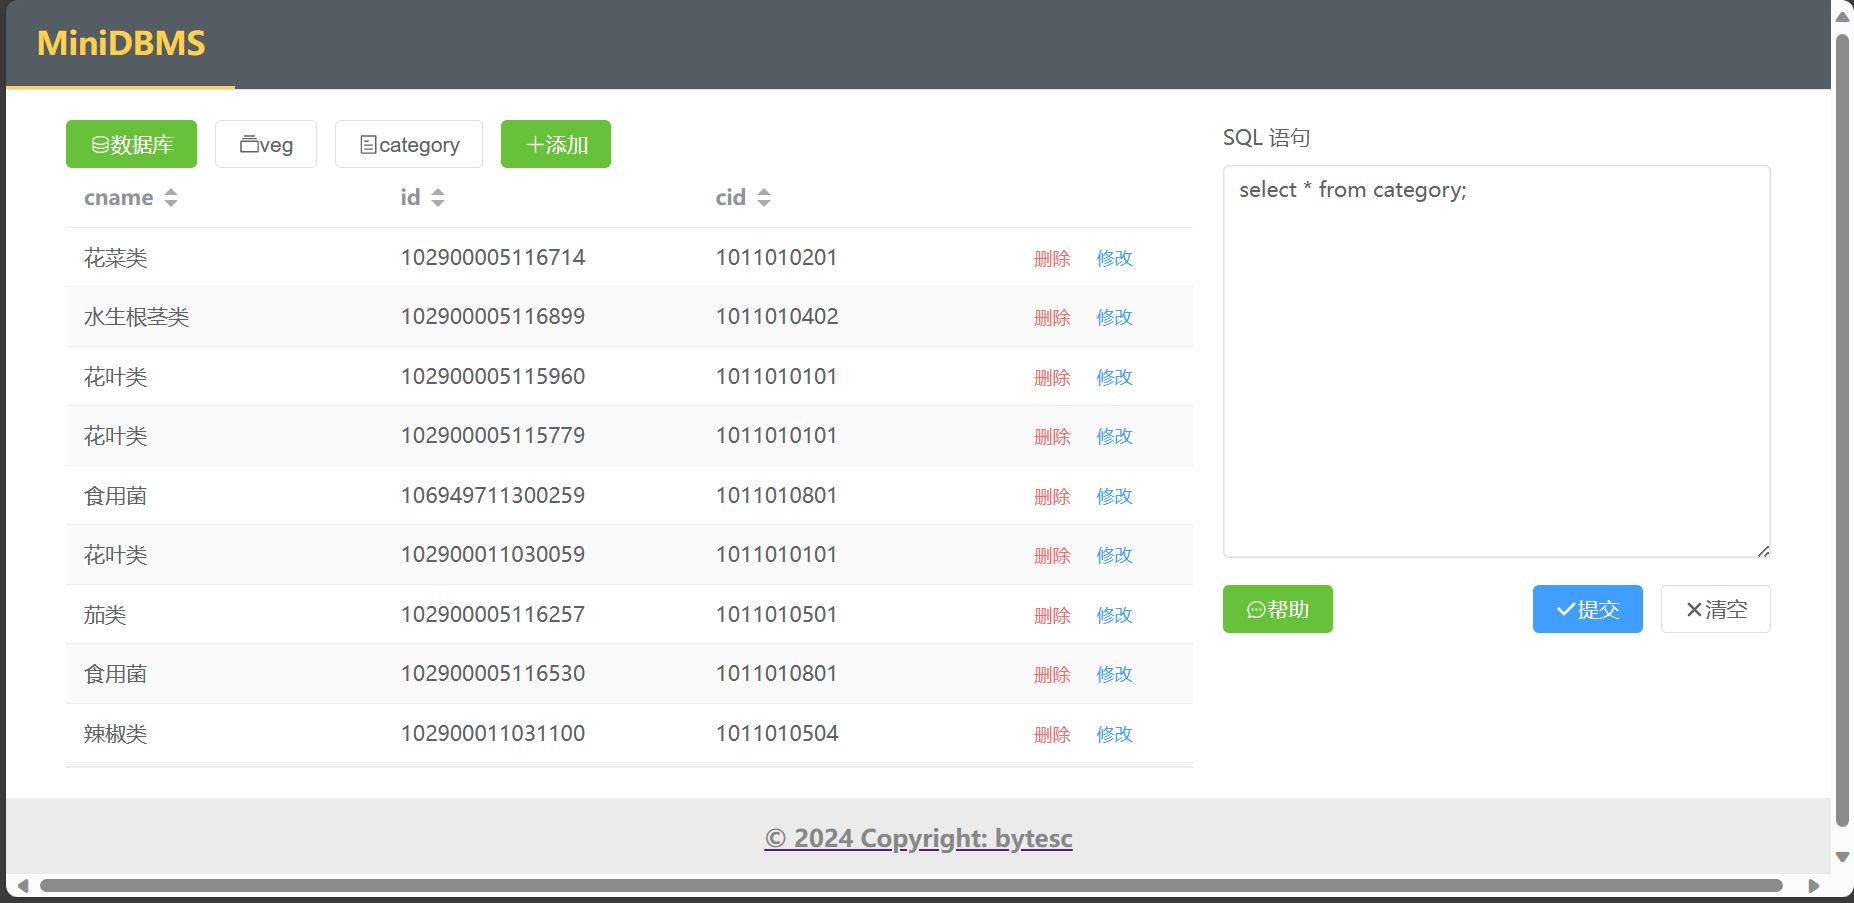 MiniDBMS
数据库 veg category 添加
cname id cid
花菜类 102900005116714 1011010201 删除 修改
水生根茎类 102900005116899 1011010402 删除 修改
花叶类 102900005115960 1011010101 删除 修改
花叶类 102900005115779 1011010101 删除 修改
食用菌 106949711300259 1011010801 删除 修改
花叶类 102900011030059 1011010101 删除 修改
茄类 102900005116257 1011010501 删除 修改
食用菌 102900005116530 1011010801 删除 修改
辣椒类 102900011031100 1011010504 删除 修改
SQL 语句
select * from category;
帮助 提交 清空
© 2024 Copyright: bytesc